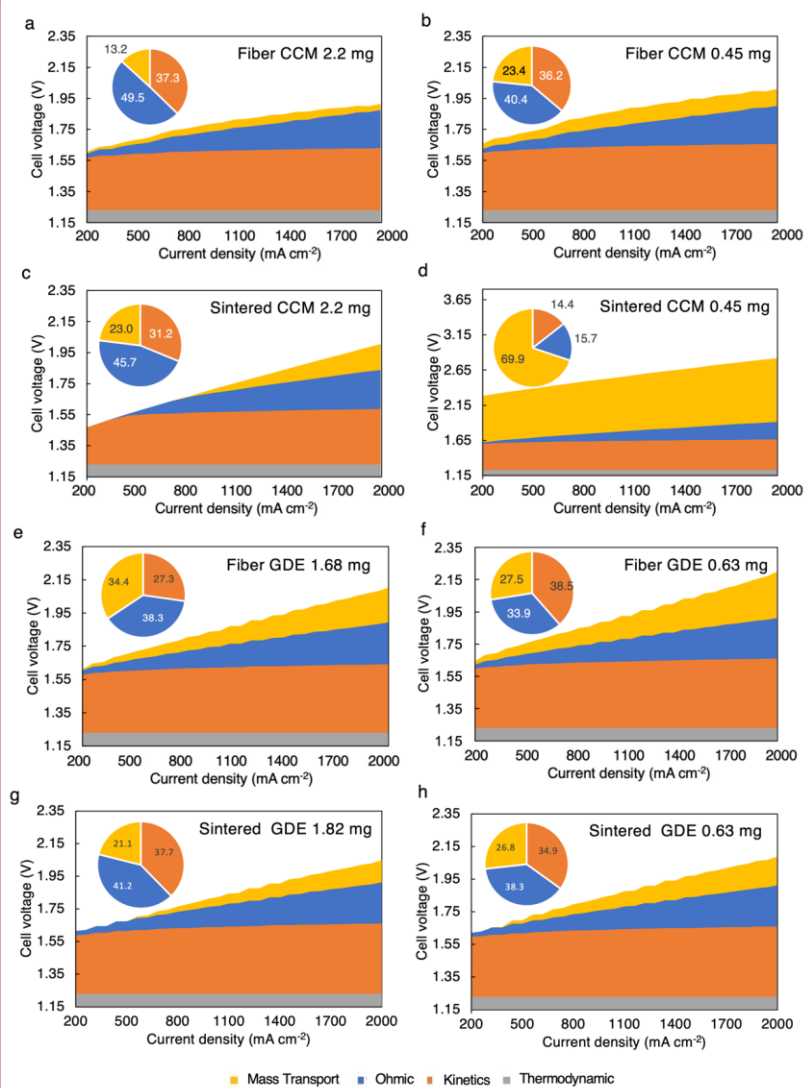 a
Fiber CCM 2.2 mg
2.35
2.15
1.95
1.75
1.55
1.35
1.15
Cell voltage (V)
13.2
37.3
49.5
200 500 800 1100 1400 1700 2000
Current density (mA cm-2)
b
Fiber CCM 0.45 mg
2.35
2.15
1.95
1.75
1.55
1.35
1.15
Cell voltage (V)
23.4
36.2
40.4
200 500 800 1100 1400 1700 2000
Current density (mA cm-2)
c
Sintered CCM 2.2 mg
2.35
2.15
1.95
1.75
1.55
1.35
1.15
Cell voltage (V)
23.0
31.2
45.7
200 500 800 1100 1400 1700 2000
Current density (mA cm-2)
d
Sintered CCM 0.45 mg
3.65
3.15
2.65
2.15
1.65
1.15
Cell voltage (V)
14.4
15.7
69.9
200 500 800 1100 1400 1700 2000
Current density (mA cm-2)
e
Fiber GDE 1.68 mg
2.35
2.15
1.95
1.75
1.55
1.35
1.15
Cell voltage (V)
34.4
27.3
38.3
200 500 800 1100 1400 1700 2000
Current density (mA cm-2)
f
Fiber GDE 0.63 mg
2.35
2.15
1.95
1.75
1.55
1.35
1.15
Cell voltage (V)
27.5
38.5
33.9
200 500 800 1100 1400 1700 2000
Current density (mA cm-2)
g
Sintered GDE 1.82 mg
2.35
2.15
1.95
1.75
1.55
1.35
1.15
Cell voltage (V)
21.1
37.7
41.2
200 500 800 1100 1400 1700 2000
Current density (mA cm-2)
h
Sintered GDE 0.63 mg
2.35
2.15
1.95
1.75
1.55
1.35
1.15
Cell voltage (V)
26.8
34.9
38.3
200 500 800 1100 1400 1700 2000
Current density (mA cm-2)
Mass Transport Ohmic Kinetics Thermodynamic